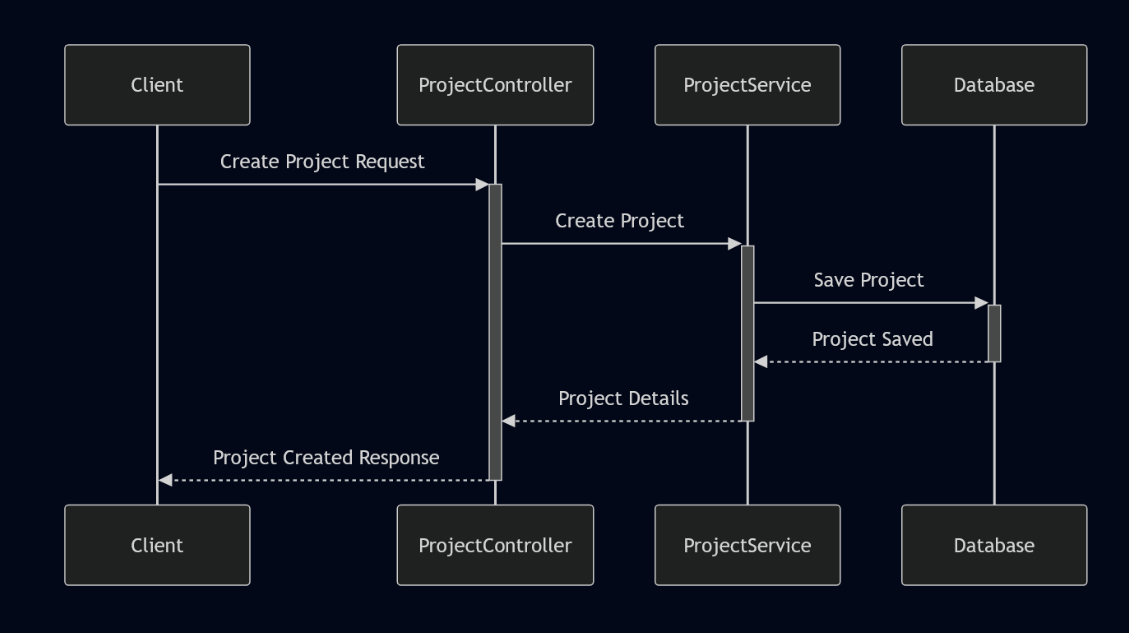 Client
ProjectController
ProjectService
Database
Create Project Request
Create Project
Save Project
Project Saved
Project Details
Project Created Response
Client
ProjectController
ProjectService
Database